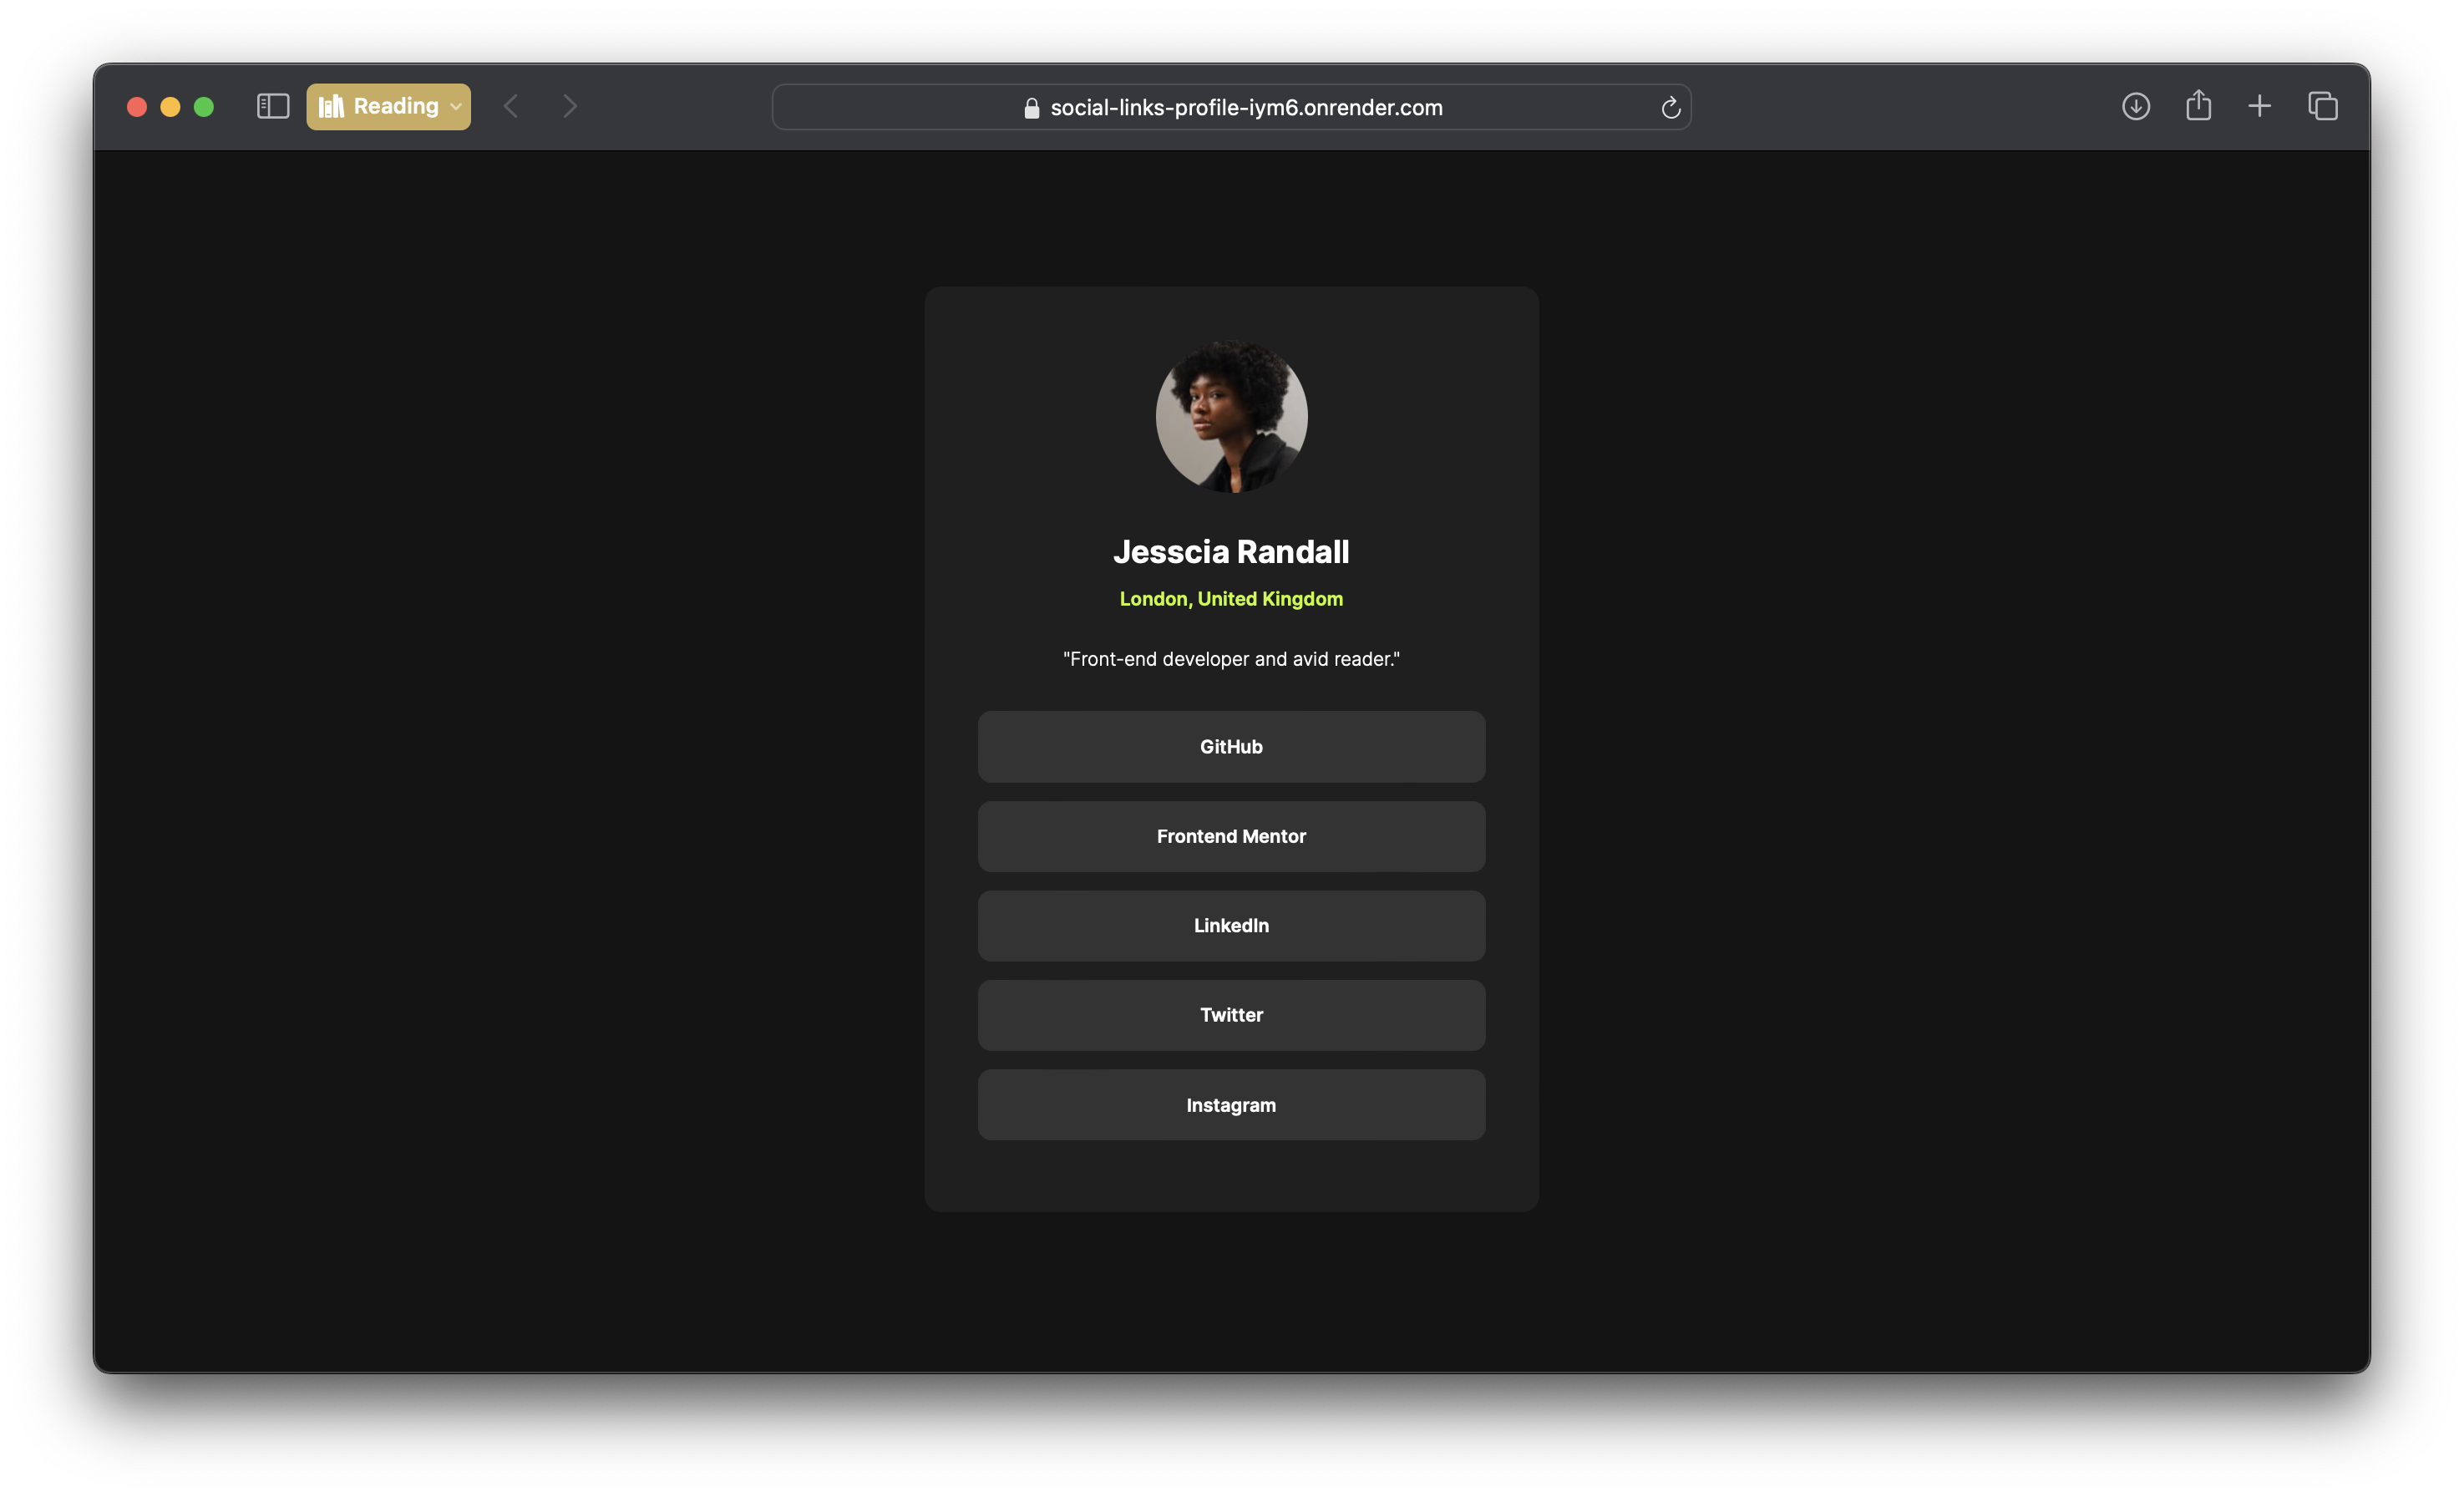 Reading
social-links-profile-iym6.onrender.com
Jesscia Randall
London, United Kingdom
"Front-end developer and avid reader."
GitHub
Frontend Mentor
LinkedIn
Twitter
Instagram